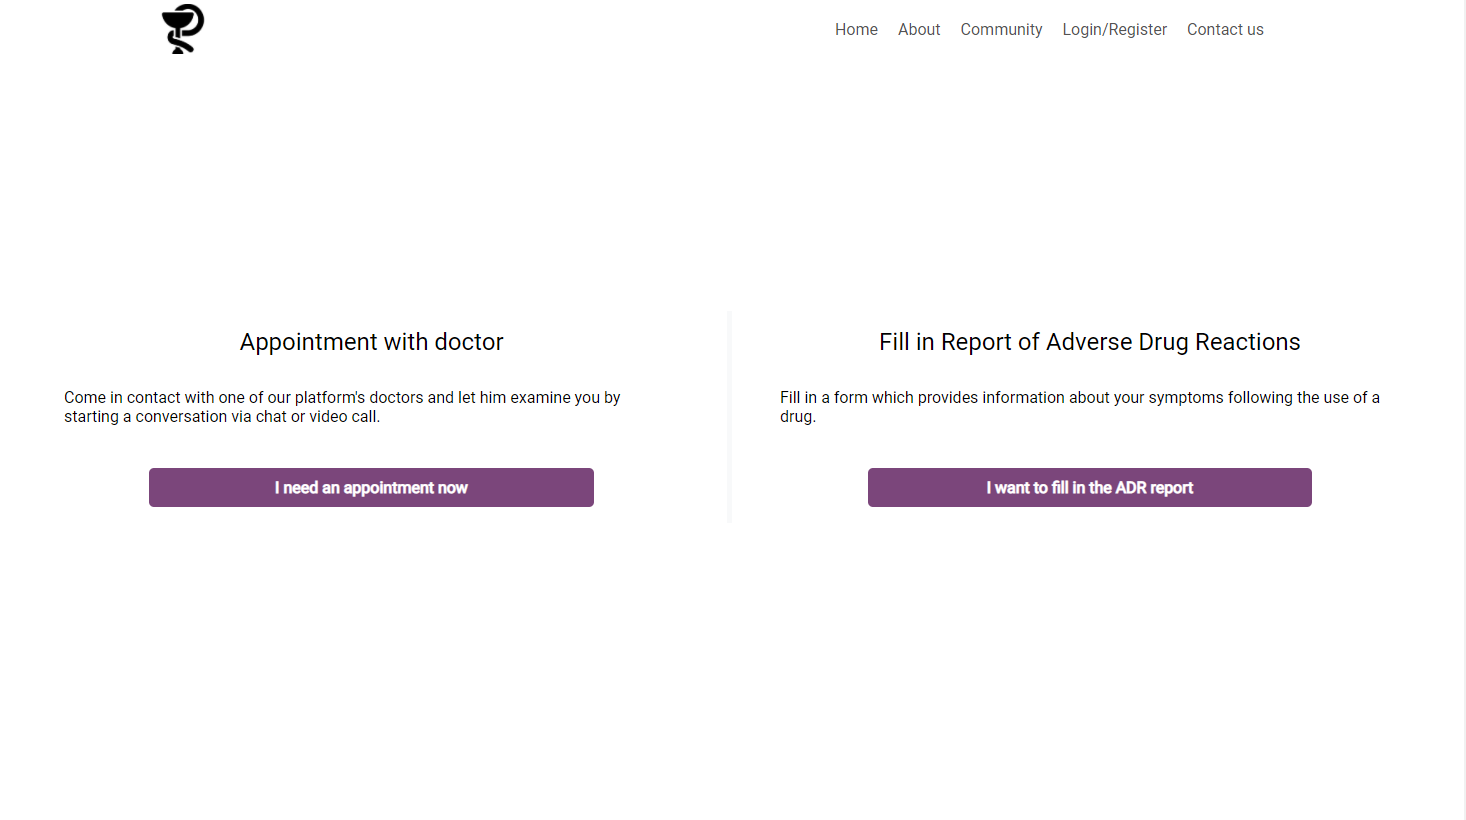 Home About Community Login/Register Contact us
Appointment with doctor
Come in contact with one of our platform's doctors and let him examine you by
starting a conversation via chat or video call.
I need an appointment now
Fill in Report of Adverse Drug Reactions
Fill in a form which provides information about your symptoms following the use of a
drug.
I want to fill in the ADR report